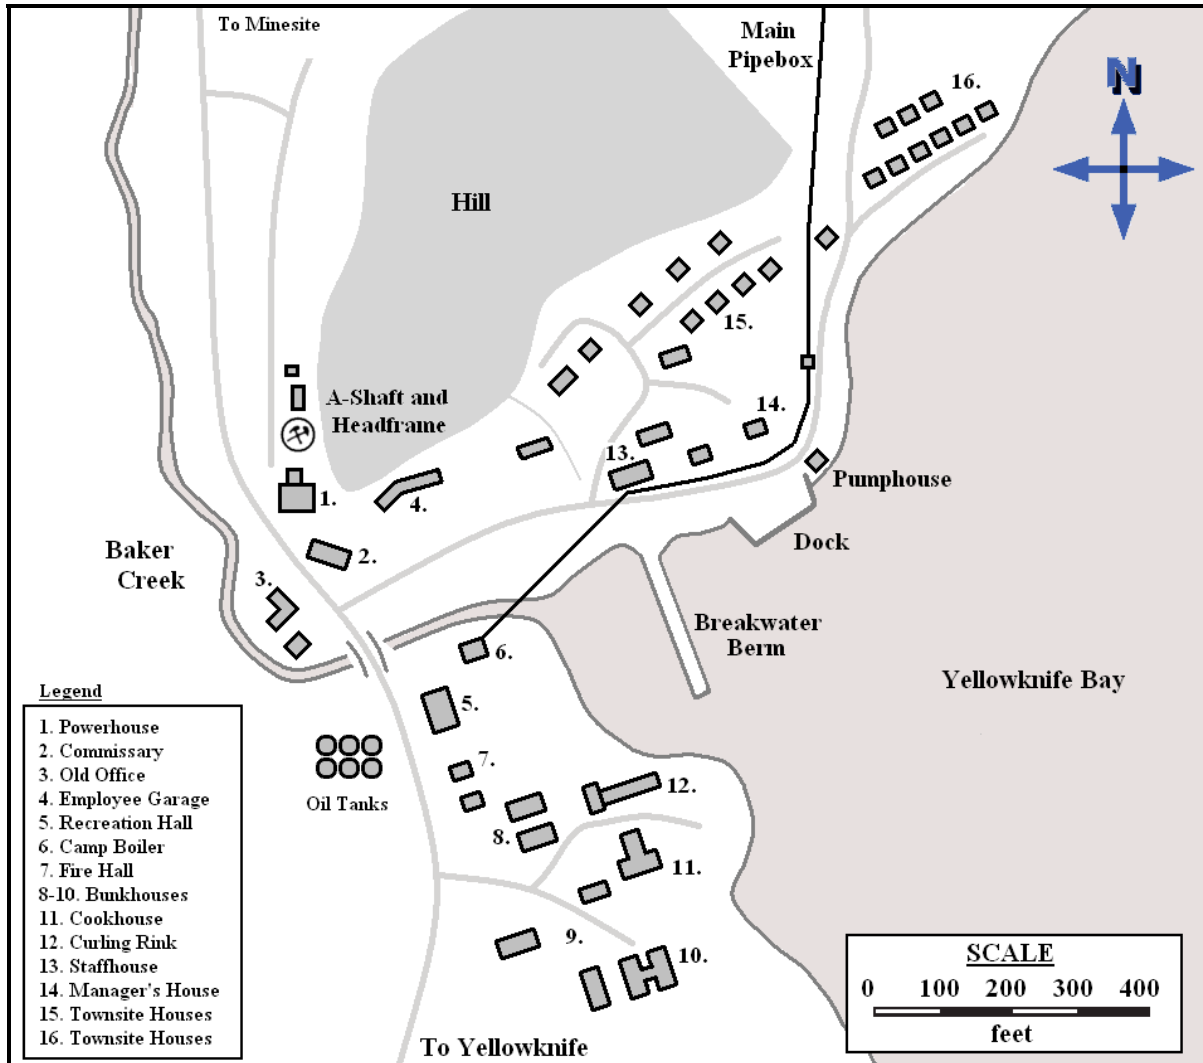 To Minesite
Main
Pipebox
16.
N
Hill
15.
A-Shaft and
Headframe
14.
13.
1.
4.
Pumphouse
Dock
2.
Baker
Creek
3.
Breakwater
Berm
6.
Yellowknife Bay
5.
7.
Oil Tanks
12.
8.
11.
9.
10.
To Yellowknife
Legend
1. Powerhouse
2. Commissary
3. Old Office
4. Employee Garage
5. Recreation Hall
6. Camp Boiler
7. Fire Hall
8-10. Bunkhouses
11. Cookhouse
12. Curling Rink
13. Staffhouse
14. Manager's House
15. Townsite Houses
16. Townsite Houses
SCALE
0 100 200 300 400
feet